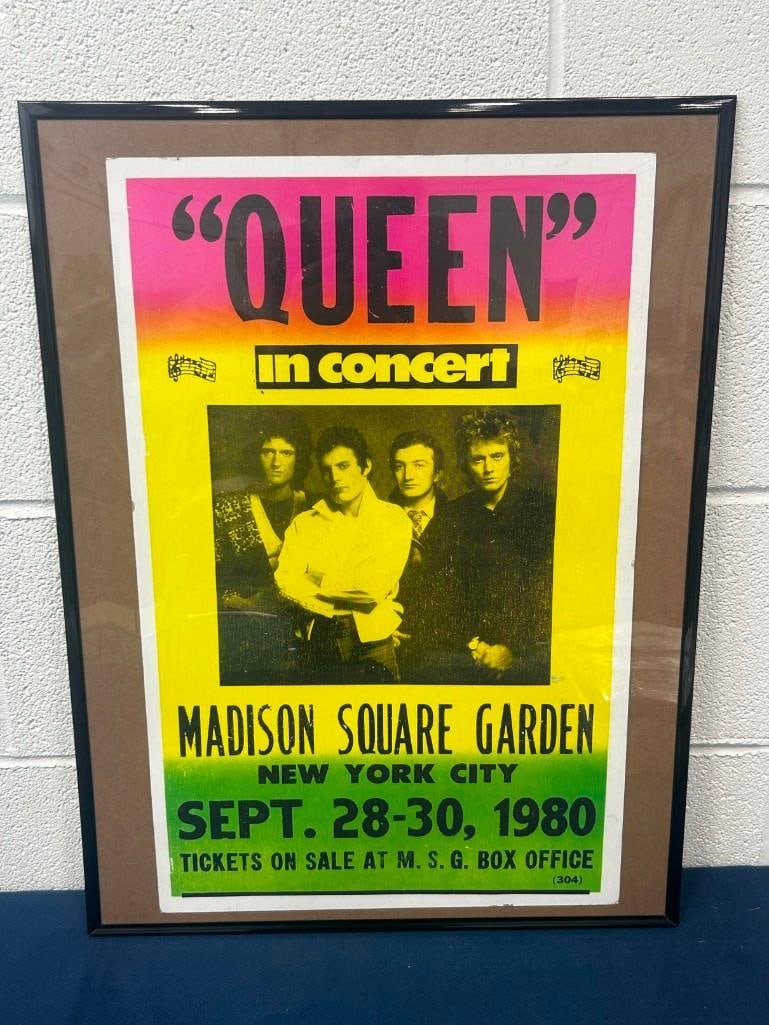 “QUEEN”
in concert
MADISON SQUARE GARDEN
NEW YORK CITY
SEPT. 28-30, 1980
TICKETS ON SALE AT M. S. G. BOX OFFICE
(304)